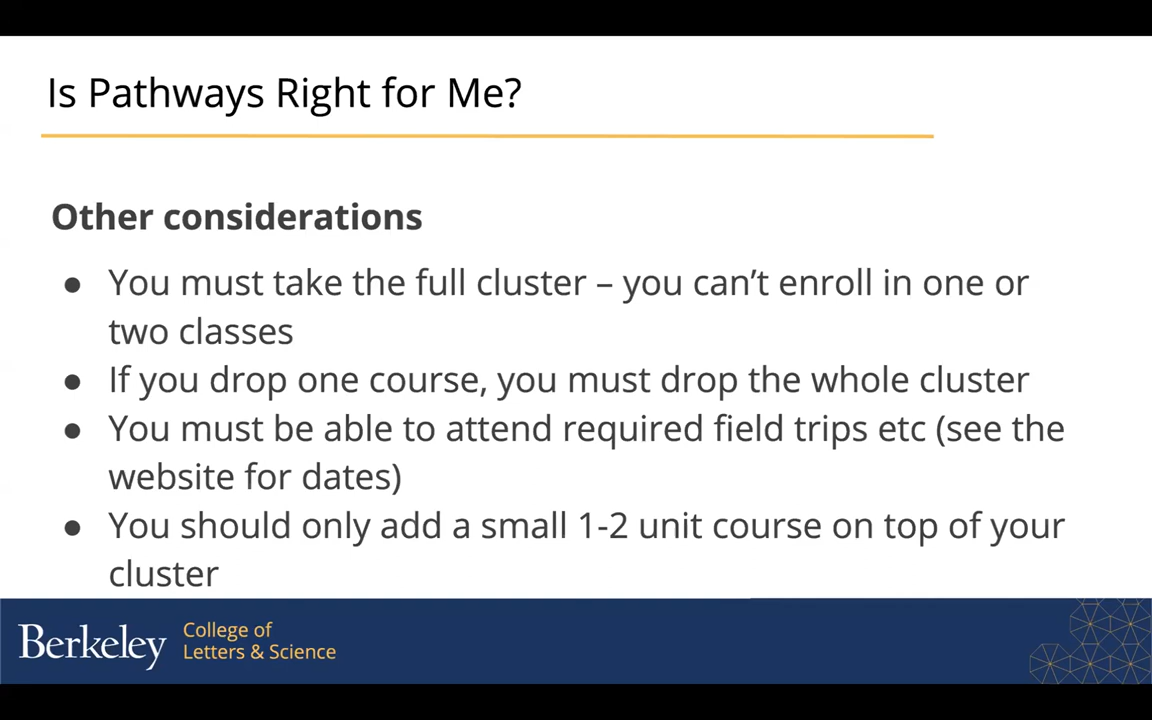 Is Pathways Right for Me?
Other considerations
● You must take the full cluster – you can’t enroll in one or
two classes
● If you drop one course, you must drop the whole cluster
● You must be able to attend required field trips etc (see the
website for dates)
● You should only add a small 1-2 unit course on top of your
cluster
Berkeley
College of
Letters & Science